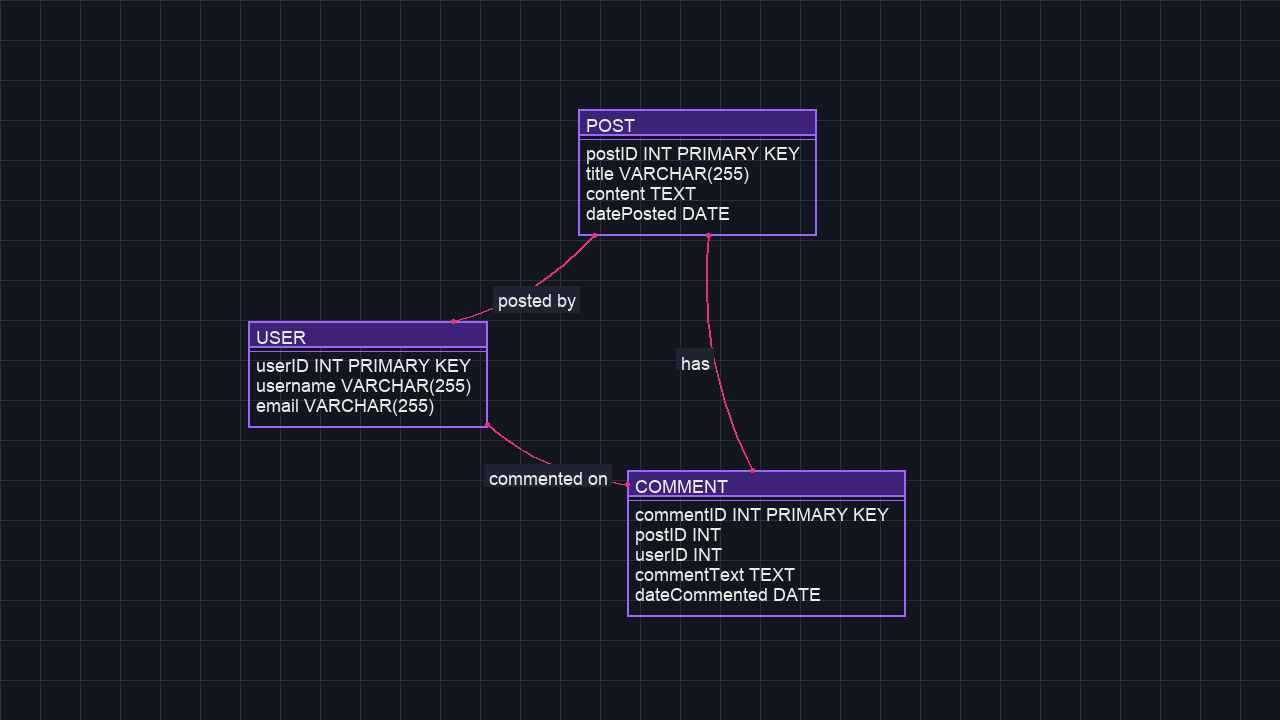 POST
postID INT PRIMARY KEY
title VARCHAR(255)
content TEXT
datePosted DATE
posted by
USER
userID INT PRIMARY KEY
username VARCHAR(255)
email VARCHAR(255)
has
commented on
COMMENT
commentID INT PRIMARY KEY
postID INT
userID INT
commentText TEXT
dateCommented DATE